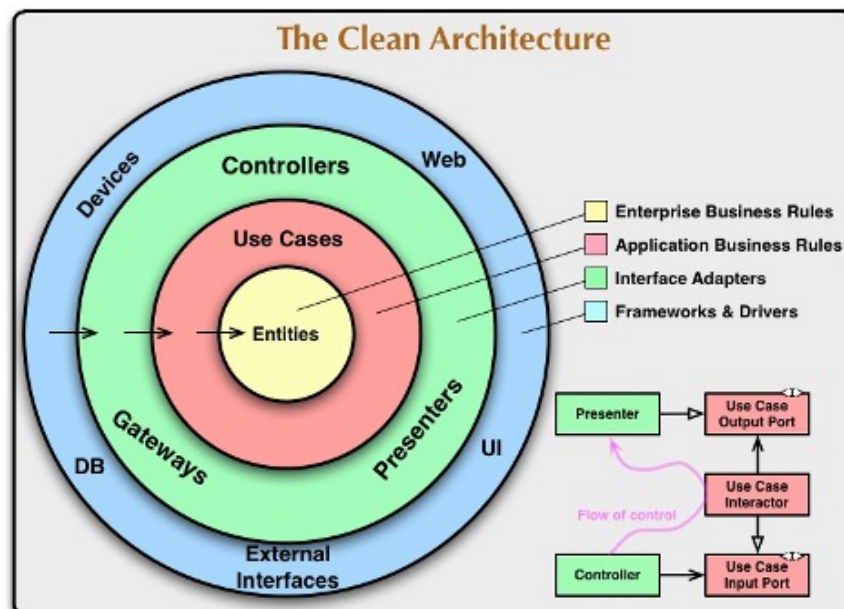 The Clean Architecture
Devices
Web
Controllers
Use Cases
Entities
Gateways
Presenters
DB
UI
External
Interfaces
Enterprise Business Rules
Application Business Rules
Interface Adapters
Frameworks & Drivers
Presenter
<I>
Use Case
Output Port
Use Case
Interactor
Flow of control
Controller
<I>
Use Case
Input Port